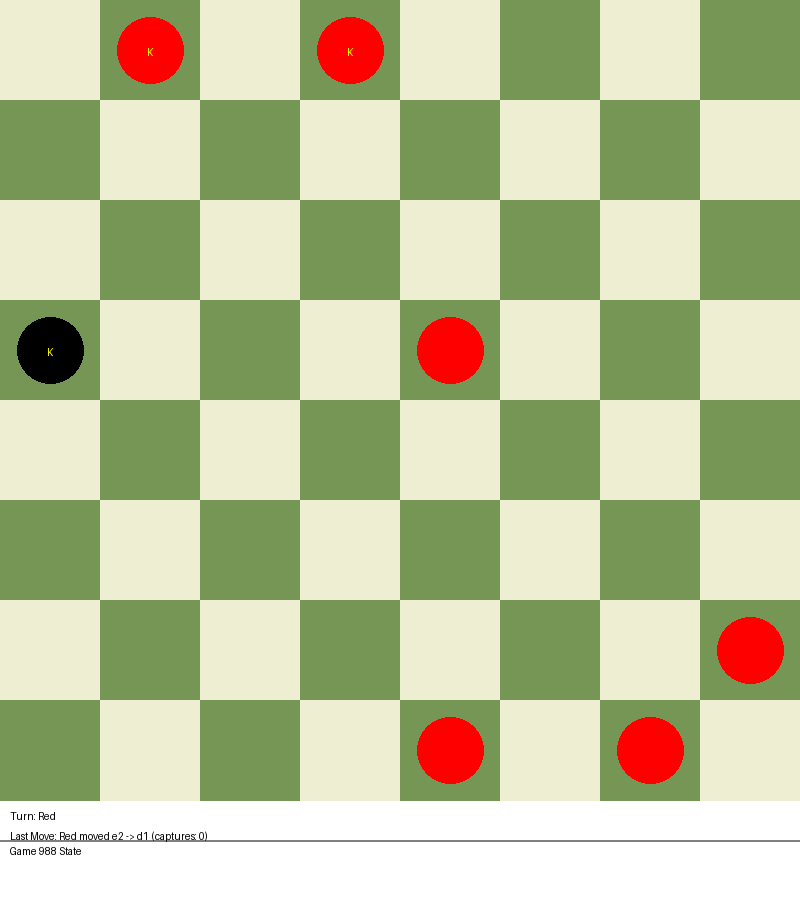 K K
K
Turn: Red
Last Move: Red moved e2 -> d1 (captures: 0)
Game 988 State